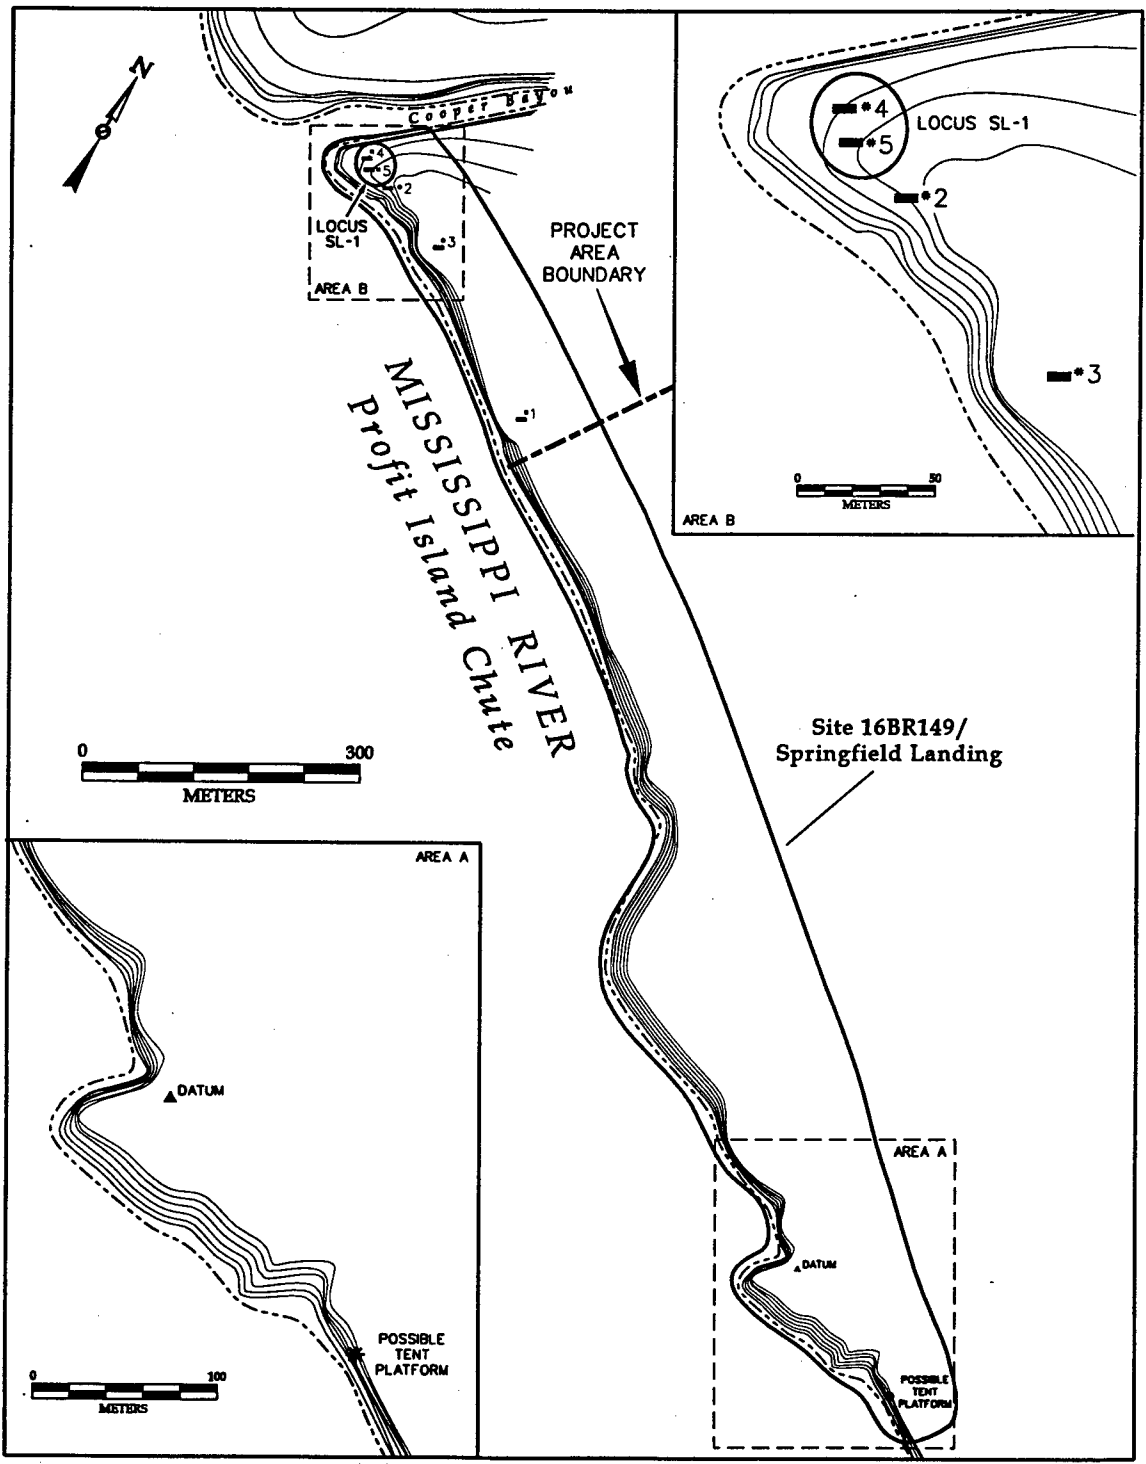 N
Cooper Bayou
*4
*5
*2
LOCUS
SL-1
*3
AREA B
PROJECT
AREA
BOUNDARY
*1
MISSISSIPPI RIVER
Profit Island Chute
0 300
METERS
Site 16BR149/
Springfield Landing
AREA A
DATUM
POSSIBLE
TENT
PLATFORM
*4
LOCUS SL-1
*5
*2
*3
0 50
METERS
AREA B
AREA A
DATUM
POSSIBLE
TENT
PLATFORM
0 100
METERS